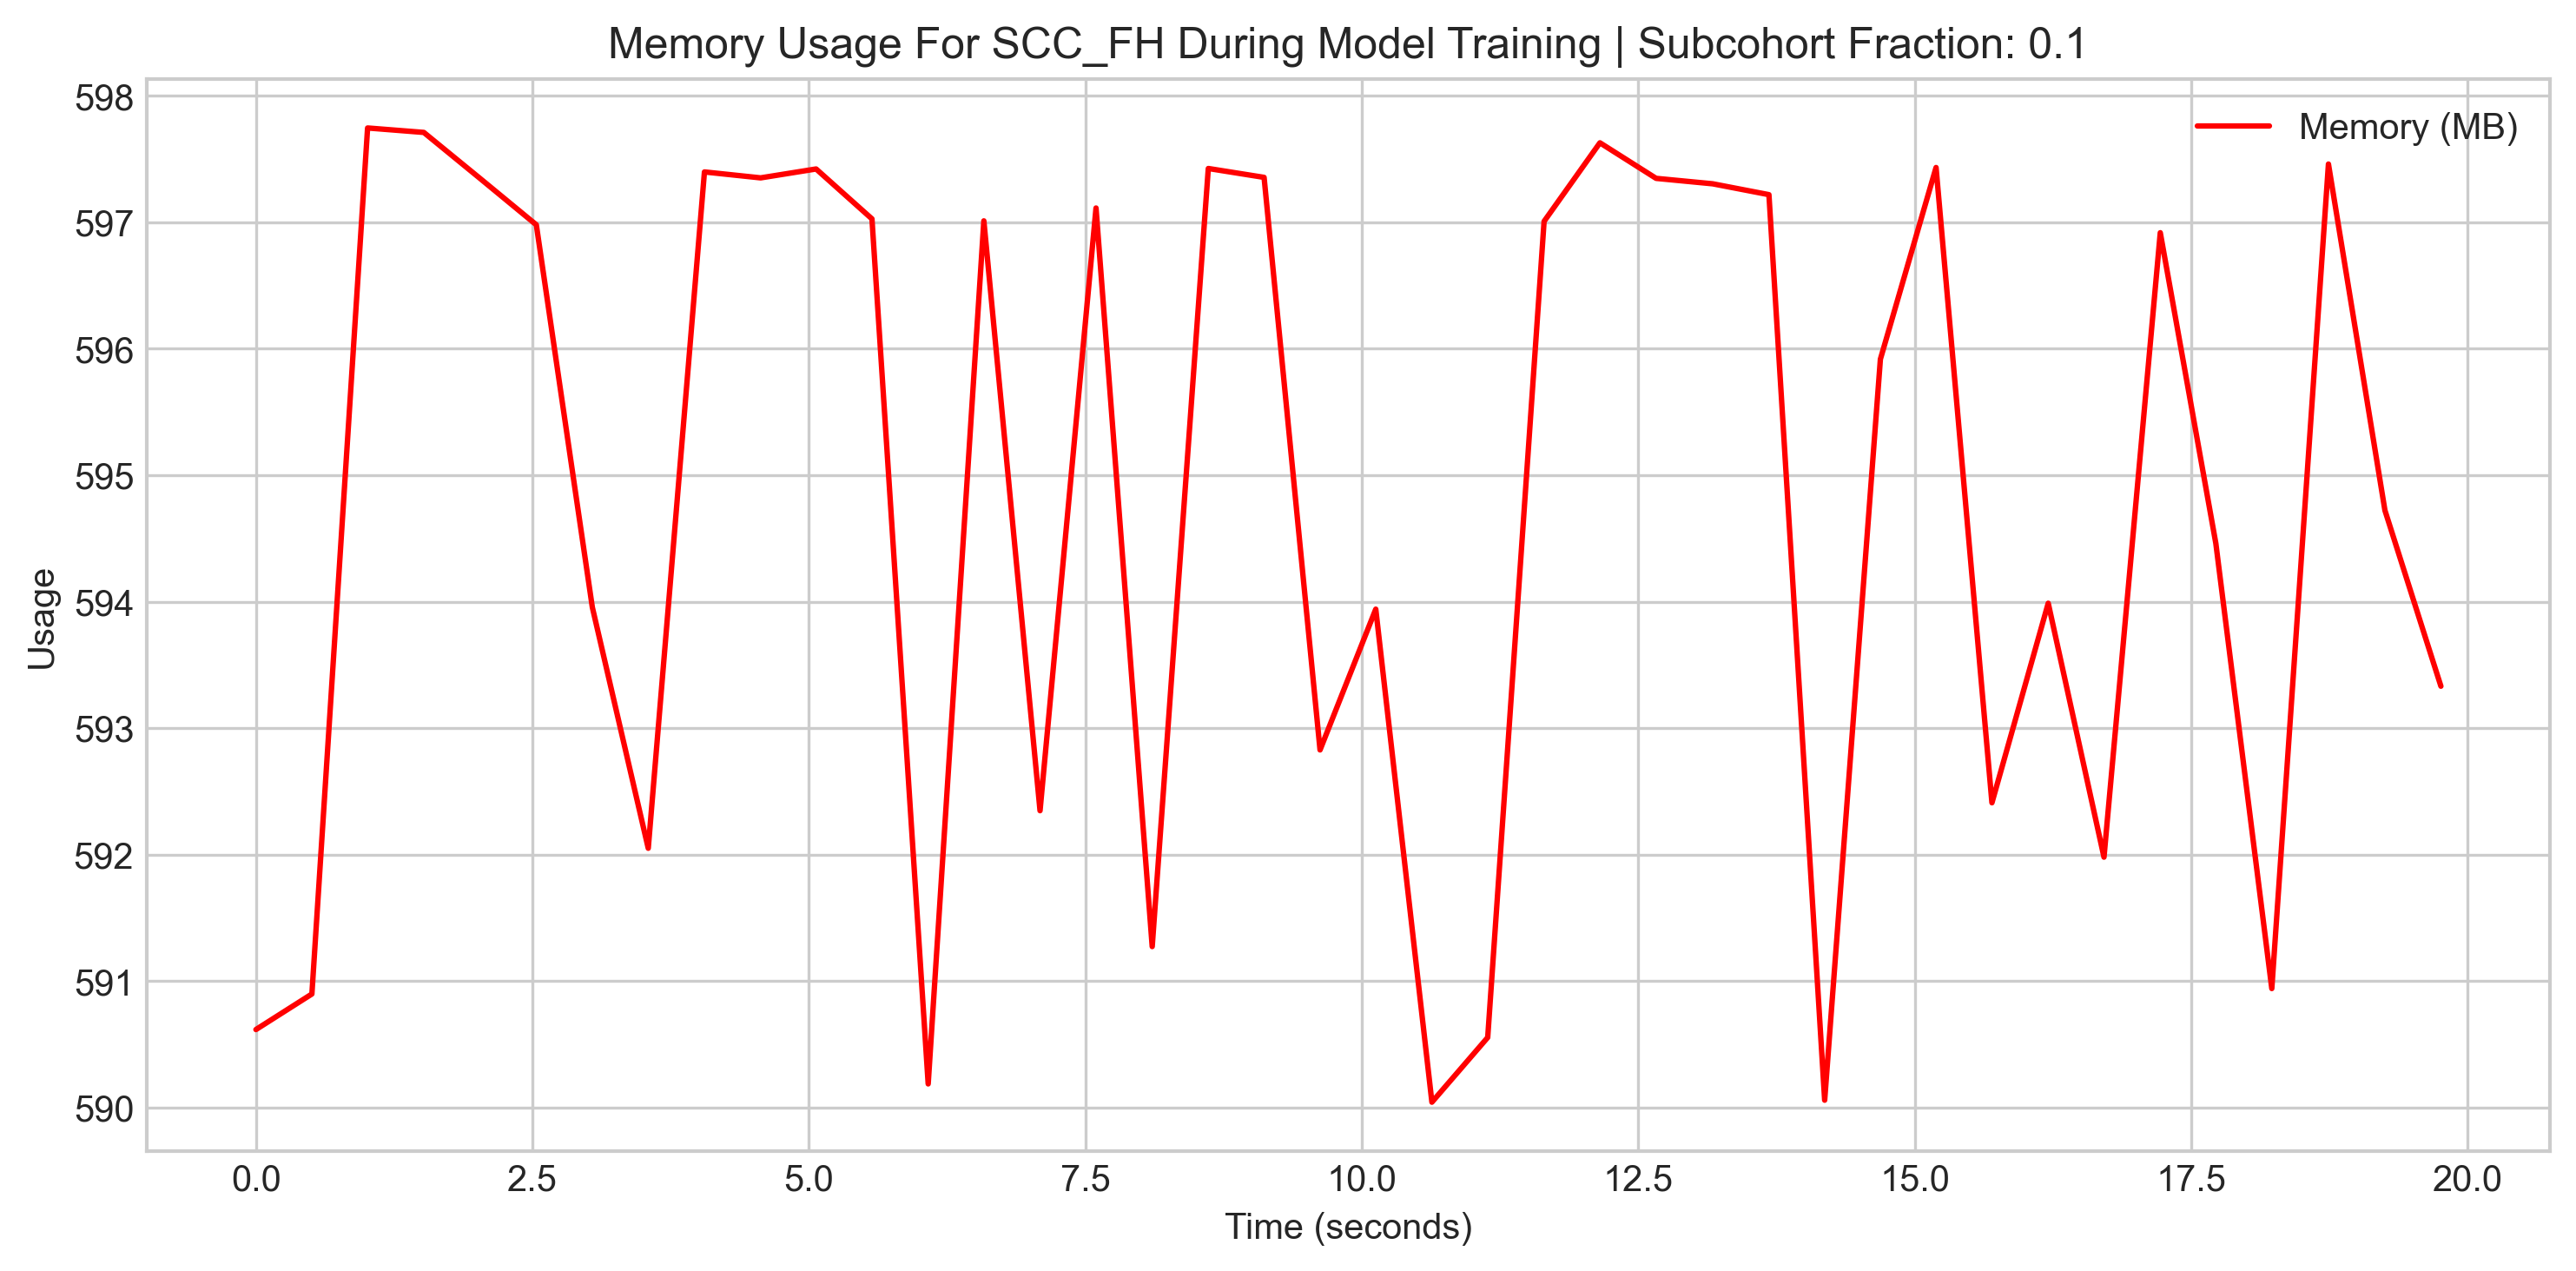 Memory Usage For SCC_FH During Model Training | Subcohort Fraction: 0.1
Memory (MB)
Usage
598
597
596
595
594
593
592
591
590
0.0 2.5 5.0 7.5 10.0 12.5 15.0 17.5 20.0
Time (seconds)